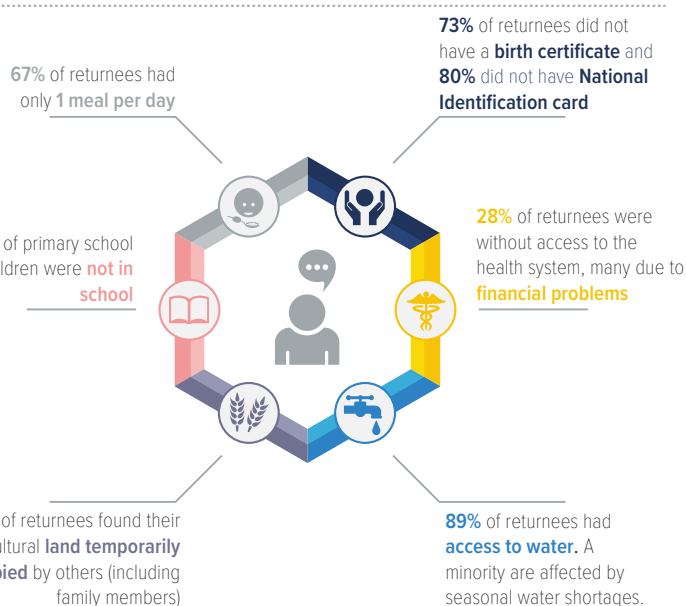 73% of returnees did not
have a birth certificate and
80% did not have National
Identification card
67% of returnees had
only 1 meal per day
28% of returnees were
without access to the
health system, many due to
financial problems
of primary school
ldren were not in
school
of returnees found their
ultural land temporarily
pied by others (including
family members)
89% of returnees had
access to water. A
minority are affected by
seasonal water shortages.